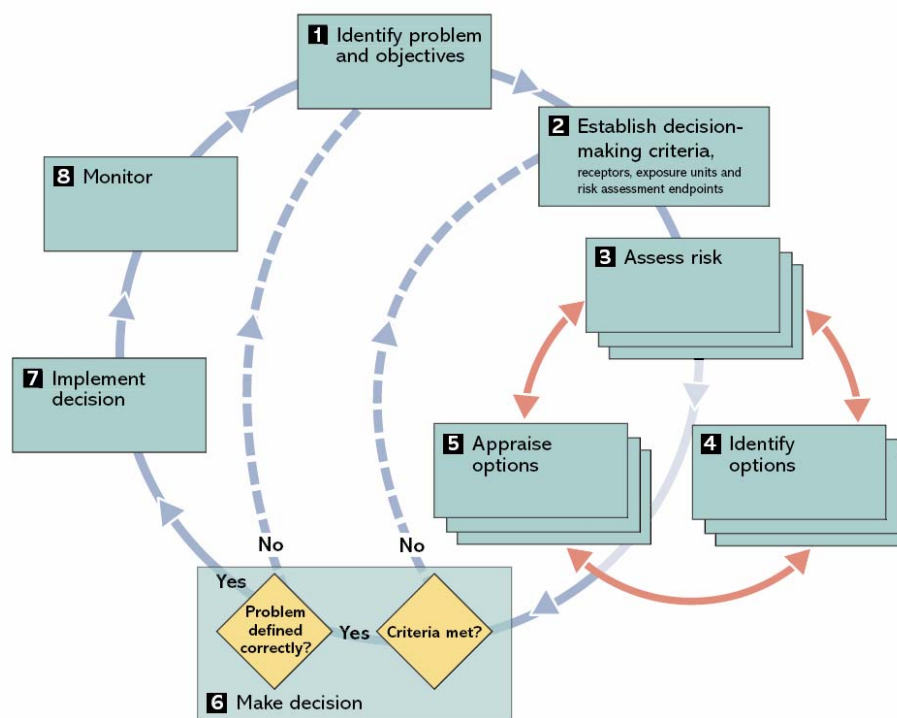 1 Identify problem
and objectives
2 Establish decision-
making criteria,
receptors, exposure units and
risk assessment endpoints
3 Assess risk
4 Identify
options
5 Appraise
options
No
No
Yes
Problem
defined
correctly?
Yes
Criteria met?
6 Make decision
7 Implement
decision
8 Monitor